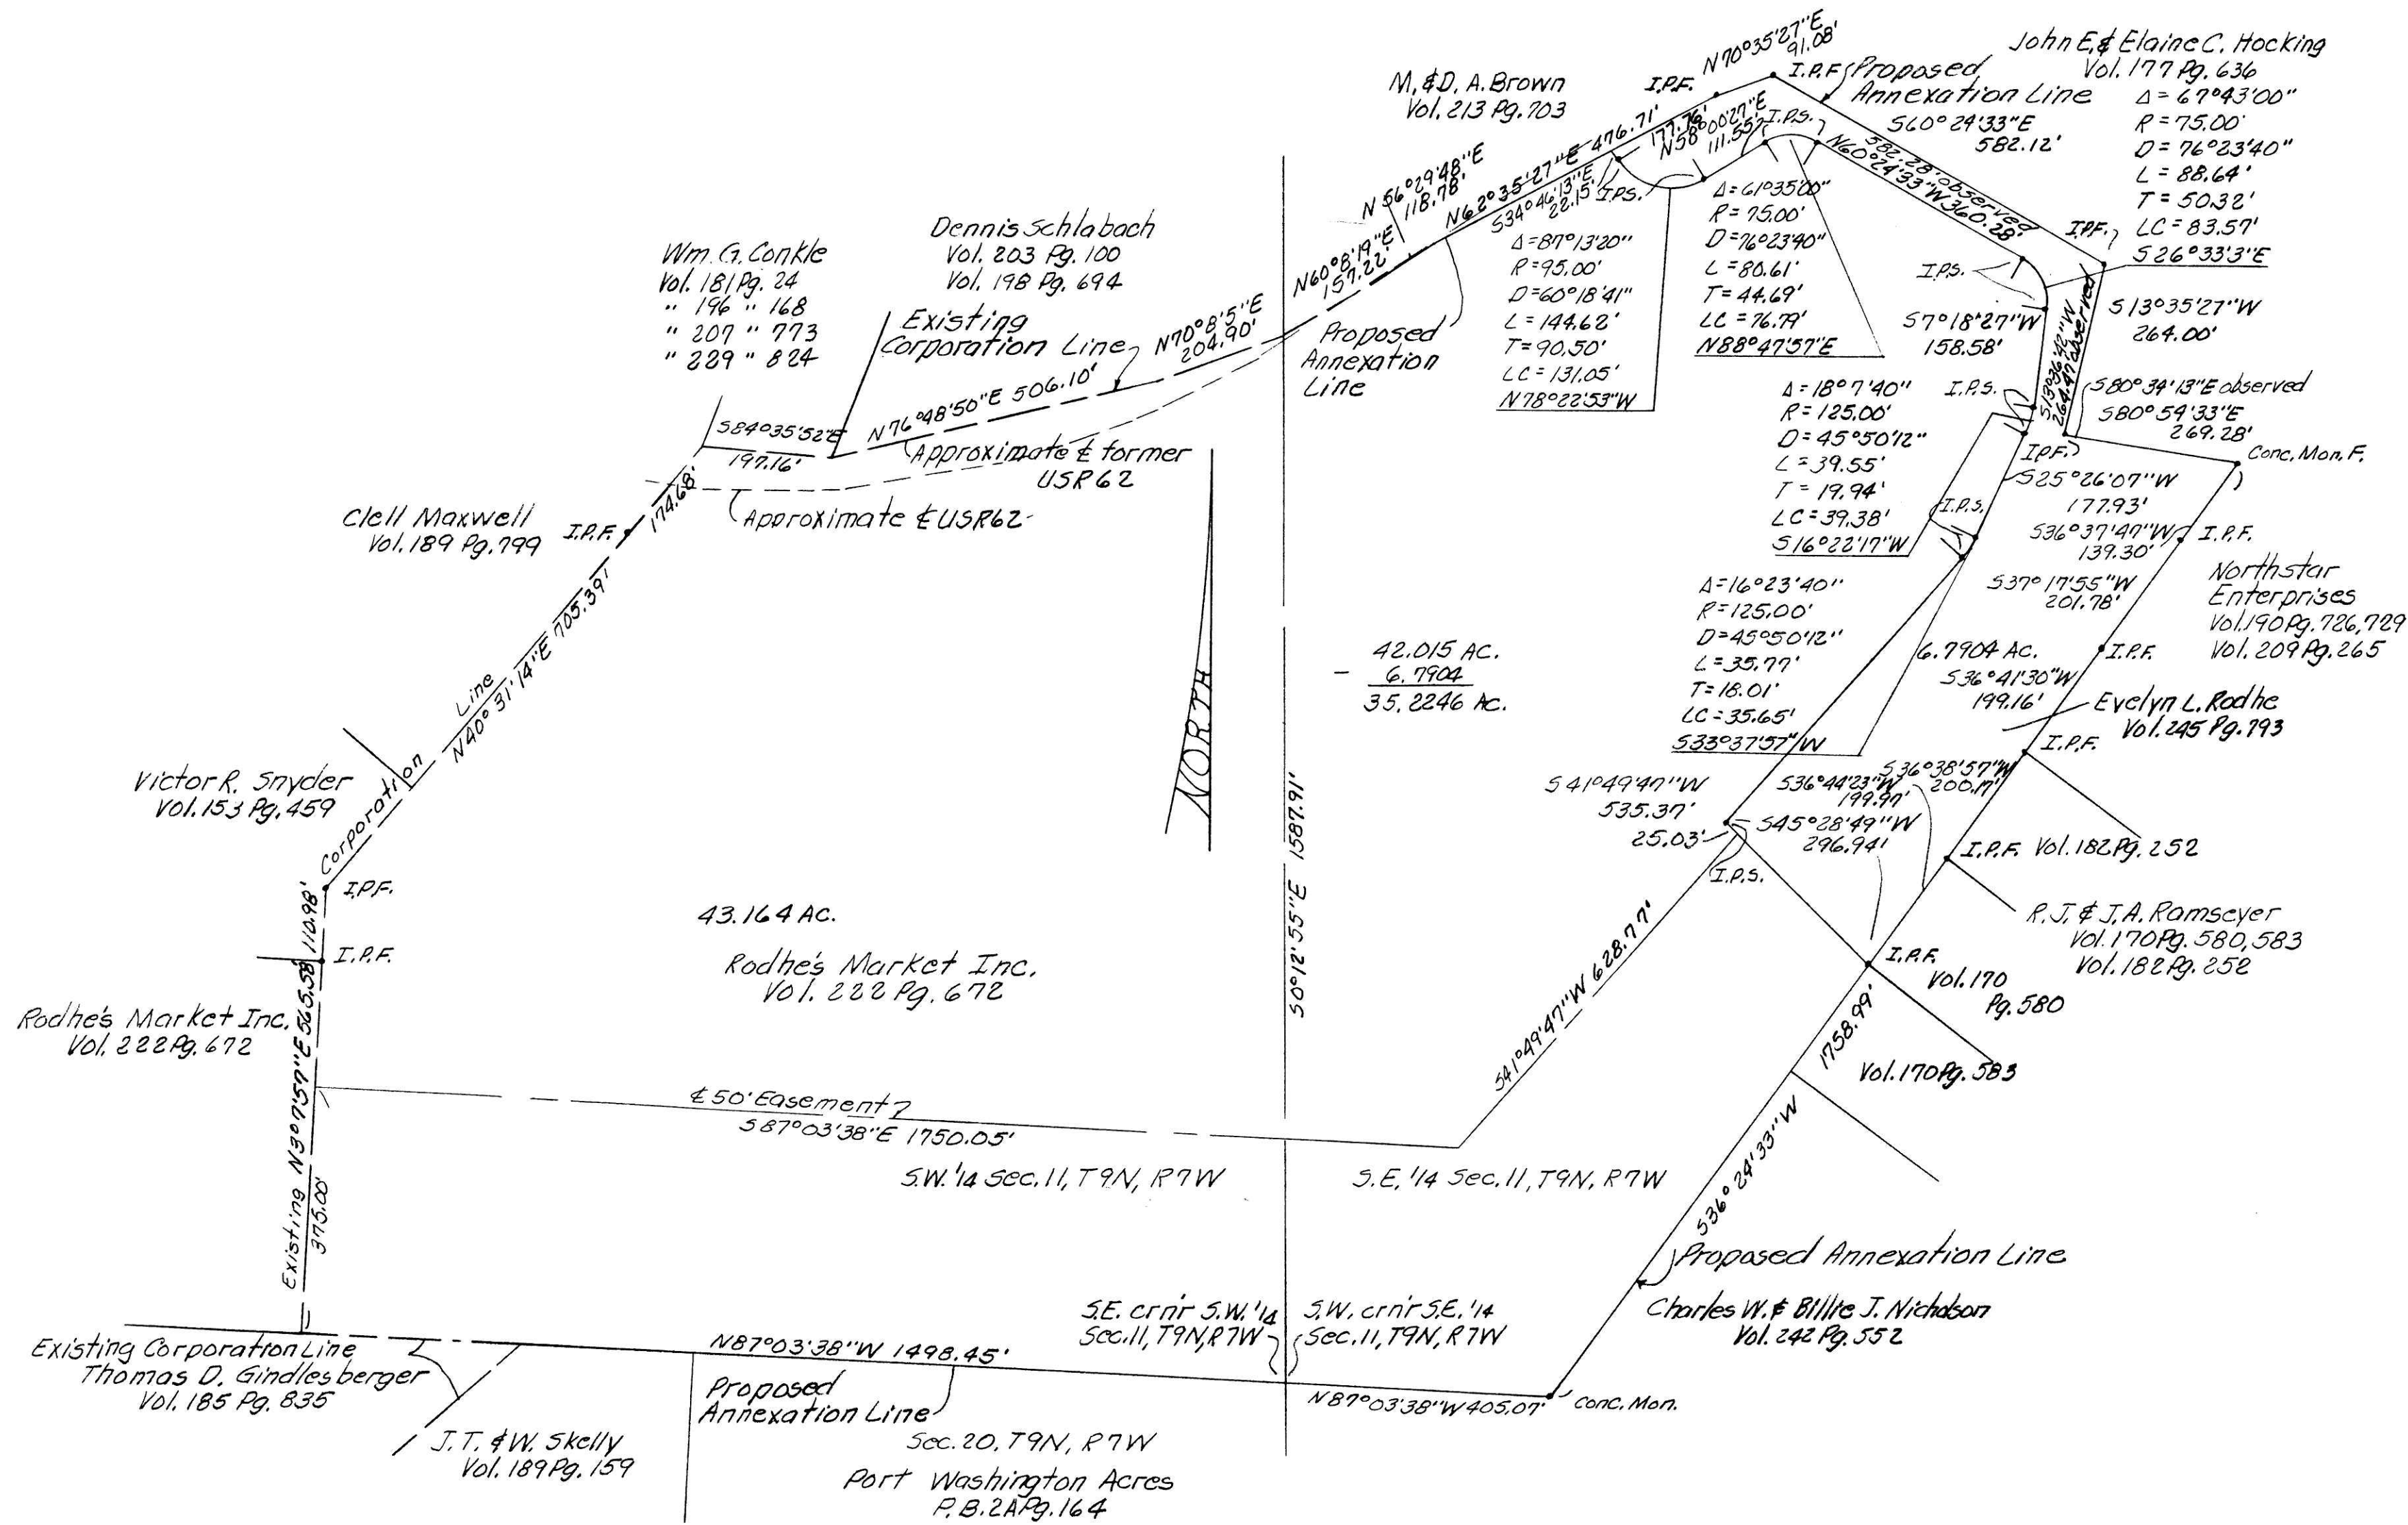 N70°35'27"E
91.08'
John E. & Elaine C. Hocking
Vol. 177 Pg. 636
M. & D. A. Brown
Vol. 213 Pg. 703
I.P.F.
I.P.F.
Proposed
Annexation Line
S60°24'33"E
582.12'
Δ = 67°43'00"
R = 75.00'
D = 76°23'40"
L = 88.64'
T = 50.32'
LC = 83.57'
S26°33'3"E
N62°35'27"E 476.71'
177.76'
N58°00'27"E
111.55'
I.P.S.
582.28' observed
N60°24'33"W 360.28'
N56°29'48"E
118.78'
S34°46'13"E
22.15'
I.P.S.
N60°8'19"E
157.22'
Δ = 87°13'20"
R = 95.00'
D = 60°18'41"
L = 144.62'
T = 90.50'
LC = 131.05'
N78°22'53"W
Δ = 61°35'00"
R = 75.00'
D = 76°23'40"
L = 80.61'
T = 44.69'
LC = 76.79'
N88°47'57"E
I.P.F.
I.P.S.
S7°18'27"W
158.58'
S13°36'42"W
264.47' observed
S13°35'27"W
264.00'
Wm. G. Conkle
Vol. 181 Pg. 24
" 196 " 168
" 207 " 773
" 229 " 824
Dennis Schlabach
Vol. 203 Pg. 100
Vol. 198 Pg. 694
Existing
Corporation Line
N70°8'5"E
204.90'
Proposed
Annexation
Line
S84°35'52"E
197.16'
N76°48'50"E 506.10'
Approximate ℄ former
USR62
Approximate ℄ USR62
Δ = 18°7'40"
R = 125.00'
D = 45°50'12"
L = 39.55'
T = 19.94'
LC = 39.38'
S16°22'17"W
I.P.S.
S80°34'13"E observed
S80°59'33"E
269.28'
Conc. Mon. F.
I.P.F.
S25°26'07"W
177.93'
I.P.S.
S36°37'47"W
139.30'
I.P.F.
Clell Maxwell
Vol. 189 Pg. 799
I.P.F.
174.68'
Line
N40°31'14"E 705.39'
Corporation
NORTH
42.015 AC.
- 6.7904
35.2246 AC.
Δ = 16°23'40"
R = 125.00'
D = 45°50'12"
L = 35.77'
T = 18.01'
LC = 35.65'
S33°37'57"W
S37°17'55"W
201.78'
Northstar
Enterprises
Vol. 190 Pg. 726, 729
Vol. 209 Pg. 265
6.7904 AC.
I.P.F.
S36°41'30"W
199.16'
Evelyn L. Rodhe
Vol. 245 Pg. 793
I.P.F.
Victor R. Snyder
Vol. 153 Pg. 459
S0°12'55"E 1587.91'
S41°49'47"W
535.37'
25.03'
I.P.S.
S36°44'23"W
199.97'
S36°38'57"W
200.17'
S45°28'49"W
296.94'
I.P.F. Vol. 182 Pg. 252
R. J. & J. A. Ramseyer
Vol. 170 Pg. 580, 583
Vol. 182 Pg. 252
I.P.F.
Vol. 170
Pg. 580
Vol. 170 Pg. 583
I.P.F.
110.98'
I.P.F.
43.164 AC.
Rodhe's Market Inc.
Vol. 222 Pg. 672
Rodhe's Market Inc.
Vol. 222 Pg. 672
Existing N3°7'57"E 565.58'
375.00'
S41°49'47"W 628.77'
1758.99'
S36°24'33"W
℄ 50' Easement
S87°03'38"E 1750.05'
S.W. 1/4 Sec. 11, T9N, R7W
S.E. 1/4 Sec. 11, T9N, R7W
Proposed Annexation Line
Charles W. & Billie J. Nicholson
Vol. 242 Pg. 552
S.E. crn'r S.W. 1/4
Sec. 11, T9N, R7W
S.W. crn'r S.E. 1/4
Sec. 11, T9N, R7W
Existing Corporation Line
Thomas D. Gindlesberger
Vol. 185 Pg. 835
N87°03'38"W 1498.45'
Proposed
Annexation Line
N87°03'38"W 405.07'
Conc. Mon.
J. T. & W. Skelly
Vol. 189 Pg. 159
Sec. 20, T9N, R7W
Port Washington Acres
P. B. 2A Pg. 164